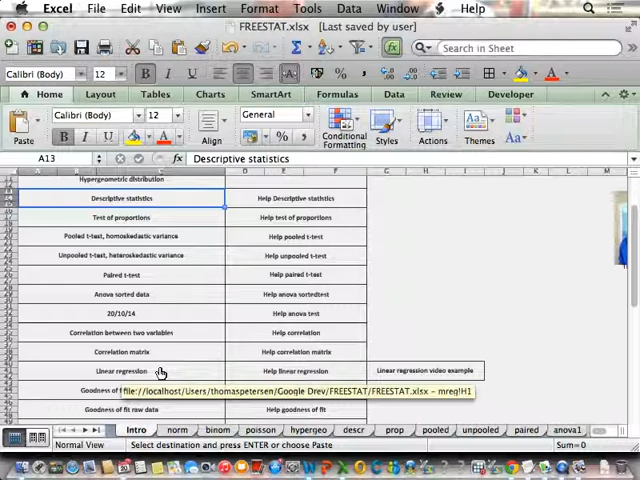 Excel File Edit View Insert Format Tools Data Window Help
FREESTAT.xlsx [Last saved by user]
Search in Sheet
Calibri (Body) 12 B I U
Home Layout Tables Charts SmartArt Formulas Data Review Developer
Calibri (Body) 12 General
Paste B I U Align % Conditional Formatting Styles Themes Aa
A13 fx Descriptive statistics
A B C D E F G H I J K L M
Hypergeometric distribution
Descriptive statistics Help Descriptive statistics
Test of proportions Help test of proportions
Pooled t-test, homoskedastic variance Help pooled t-test
Unpooled t-test, heteroskedastic variance Help unpooled t-test
Paired t-test Help paired t-test
Anova sorted data Help anova sortedtest
20/10/14 Help anova test
Correlation between two variables Help correlation
Correlation matrix Help correlation matrix
Linear regression Help linear regression Linear regression video example
Goodness of f
file://localhost/Users/thomaspetersen/Google Drev/FREESTAT/FREESTAT.xlsx - mreg!H1
Goodness of fit raw data Help goodness of fit
Intro norm binom poisson hypergeo descr prop pooled unpooled paired anova1
Normal View Select destination and press ENTER or choose Paste Sum=0